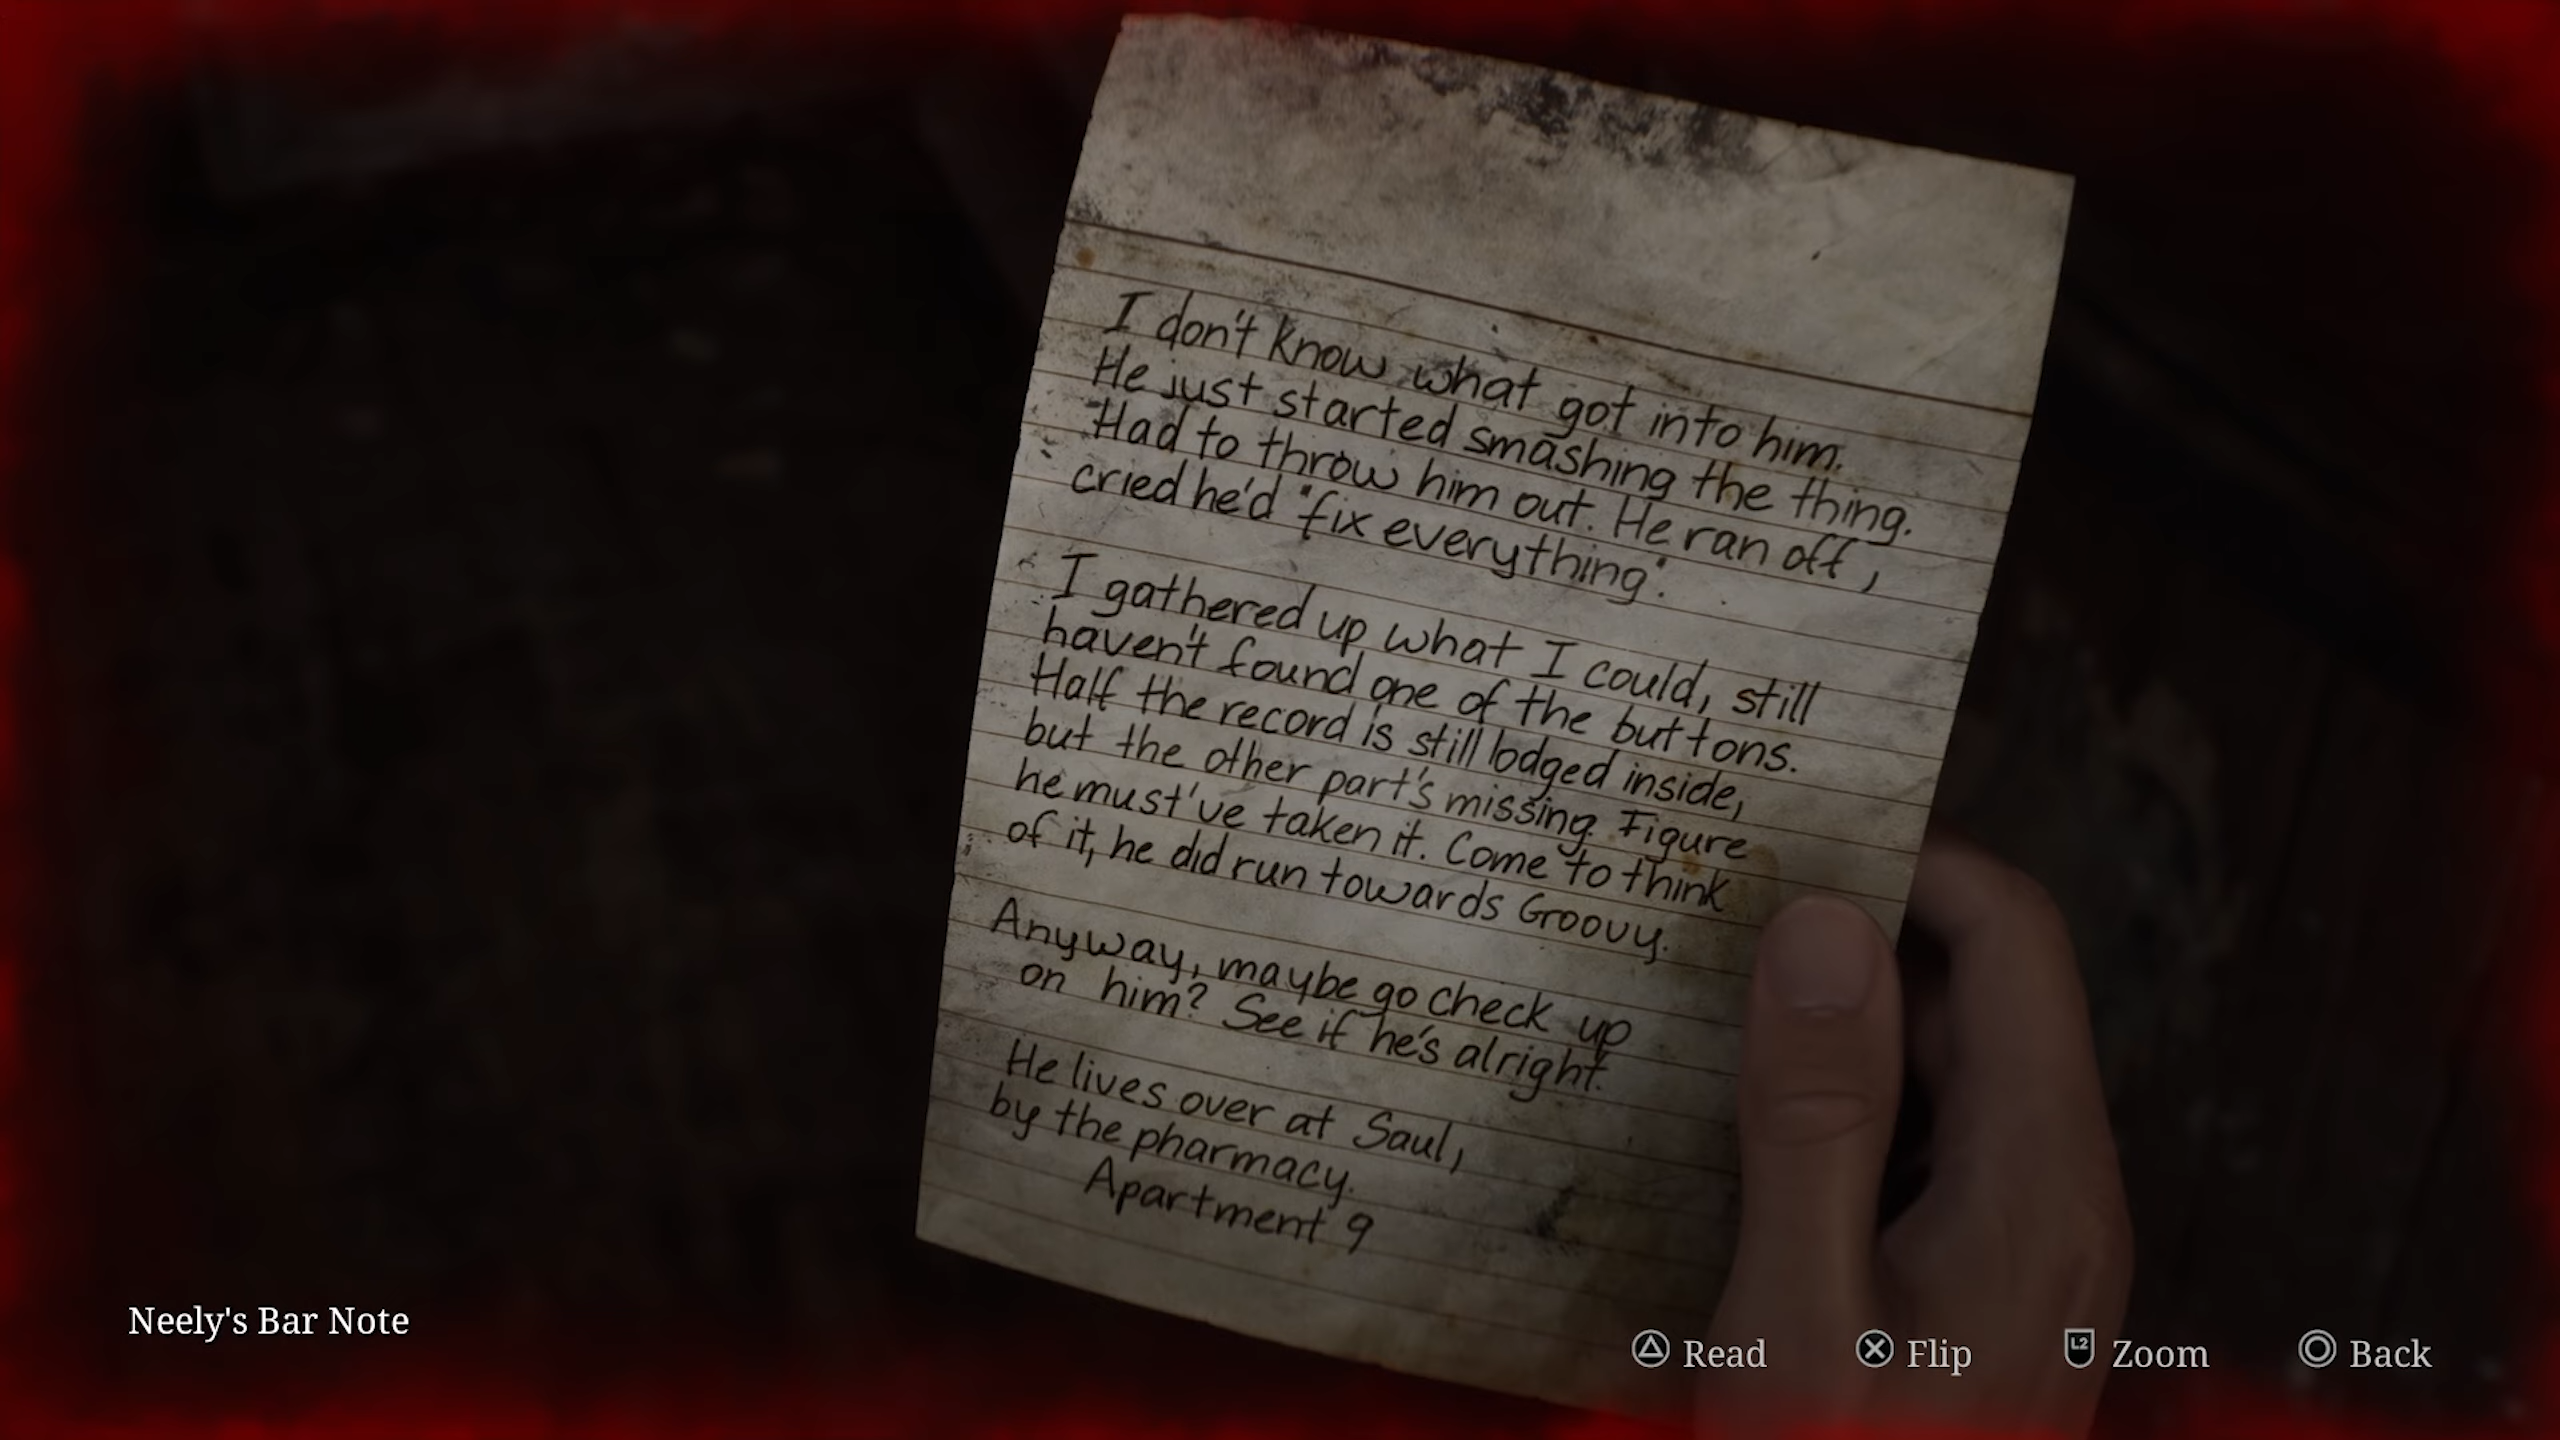 I don't know what got into him.
He just started smashing the thing.
Had to throw him out. He ran off,
cried he'd "fix everything".
I gathered up what I could, still
haven't found one of the buttons.
Half the record is still lodged inside,
but the other part's missing. Figure
he must've taken it. Come to think
of it, he did run towards Groovy.
Anyway, maybe go check up
on him? See if he's alright.
He lives over at Saul,
by the pharmacy.
Apartment 9
Neely's Bar Note
Read
Flip
L2 Zoom
Back